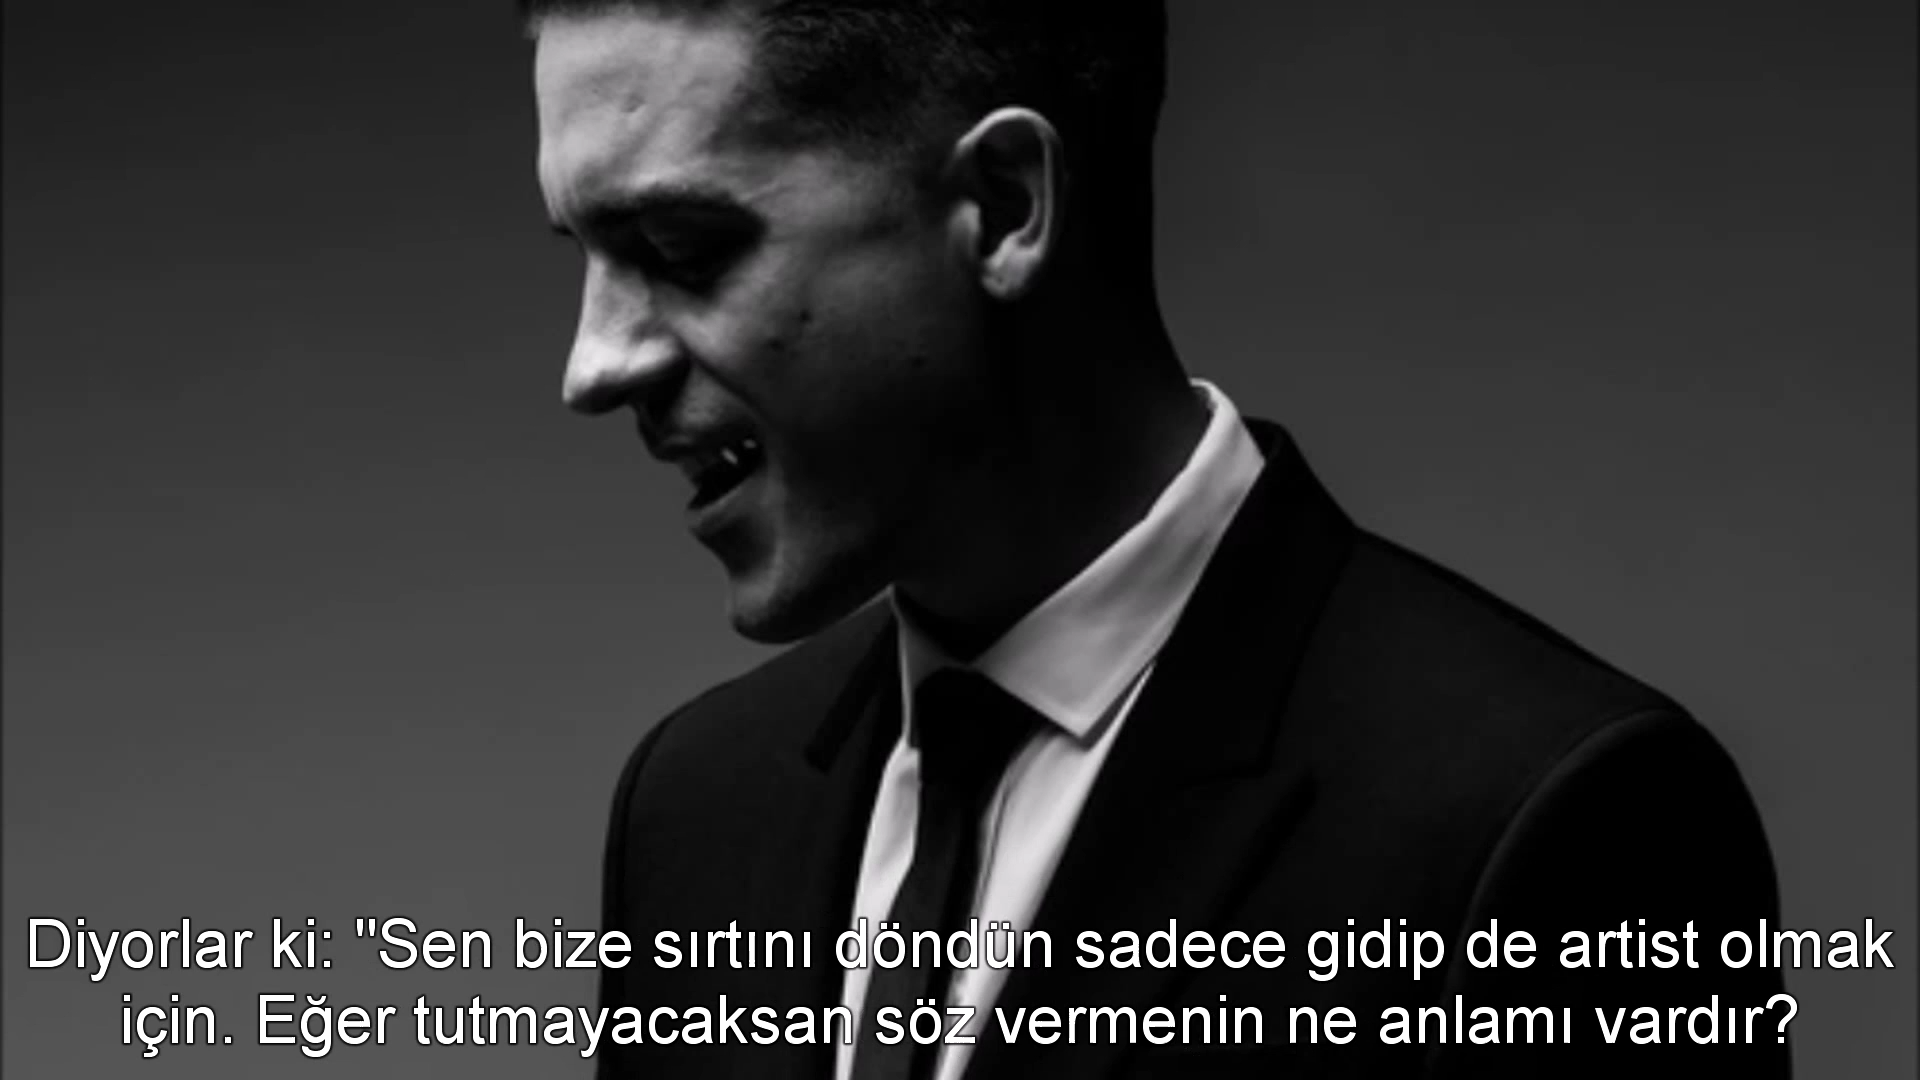 Diyorlar ki: "Sen bize sırtını döndün sadece gidip de artist olmak
için. Eğer tutmayacaksan söz vermenin ne anlamı vardır?